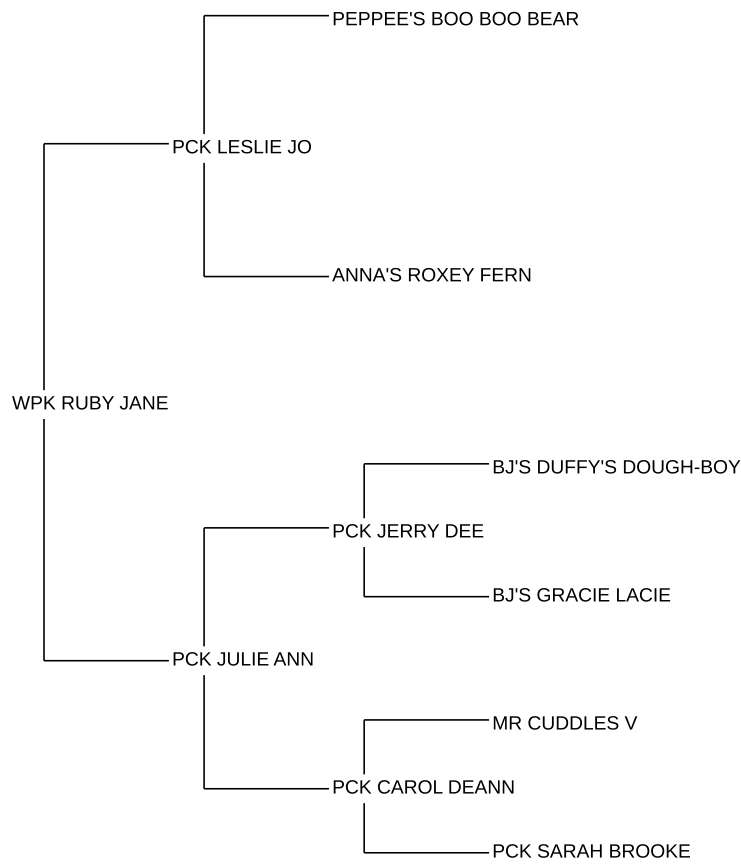 PEPPEE'S BOO BOO BEAR
PCK LESLIE JO
ANNA'S ROXEY FERN
WPK RUBY JANE
BJ'S DUFFY'S DOUGH-BOY
PCK JERRY DEE
BJ'S GRACIE LACIE
PCK JULIE ANN
MR CUDDLES V
PCK CAROL DEANN
PCK SARAH BROOKE